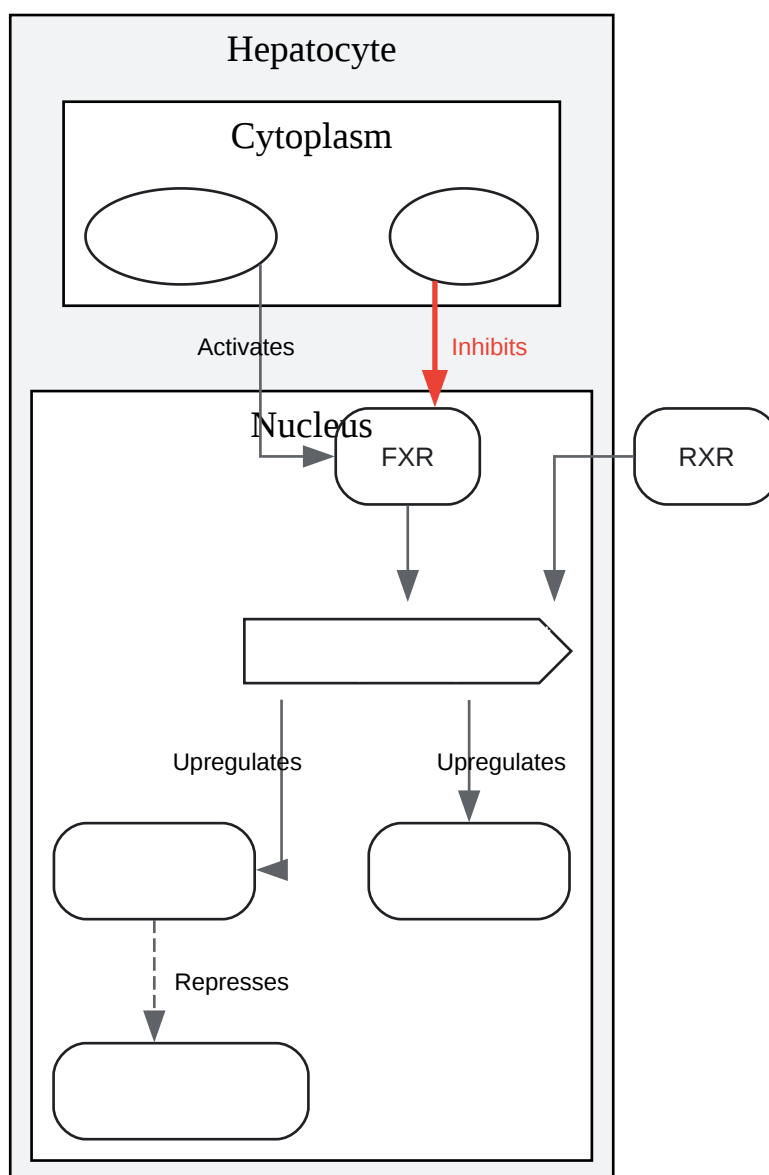 Hepatocyte
Cytoplasm
Activates
Inhibits
Nucleus
FXR
RXR
Upregulates
Upregulates
Represses